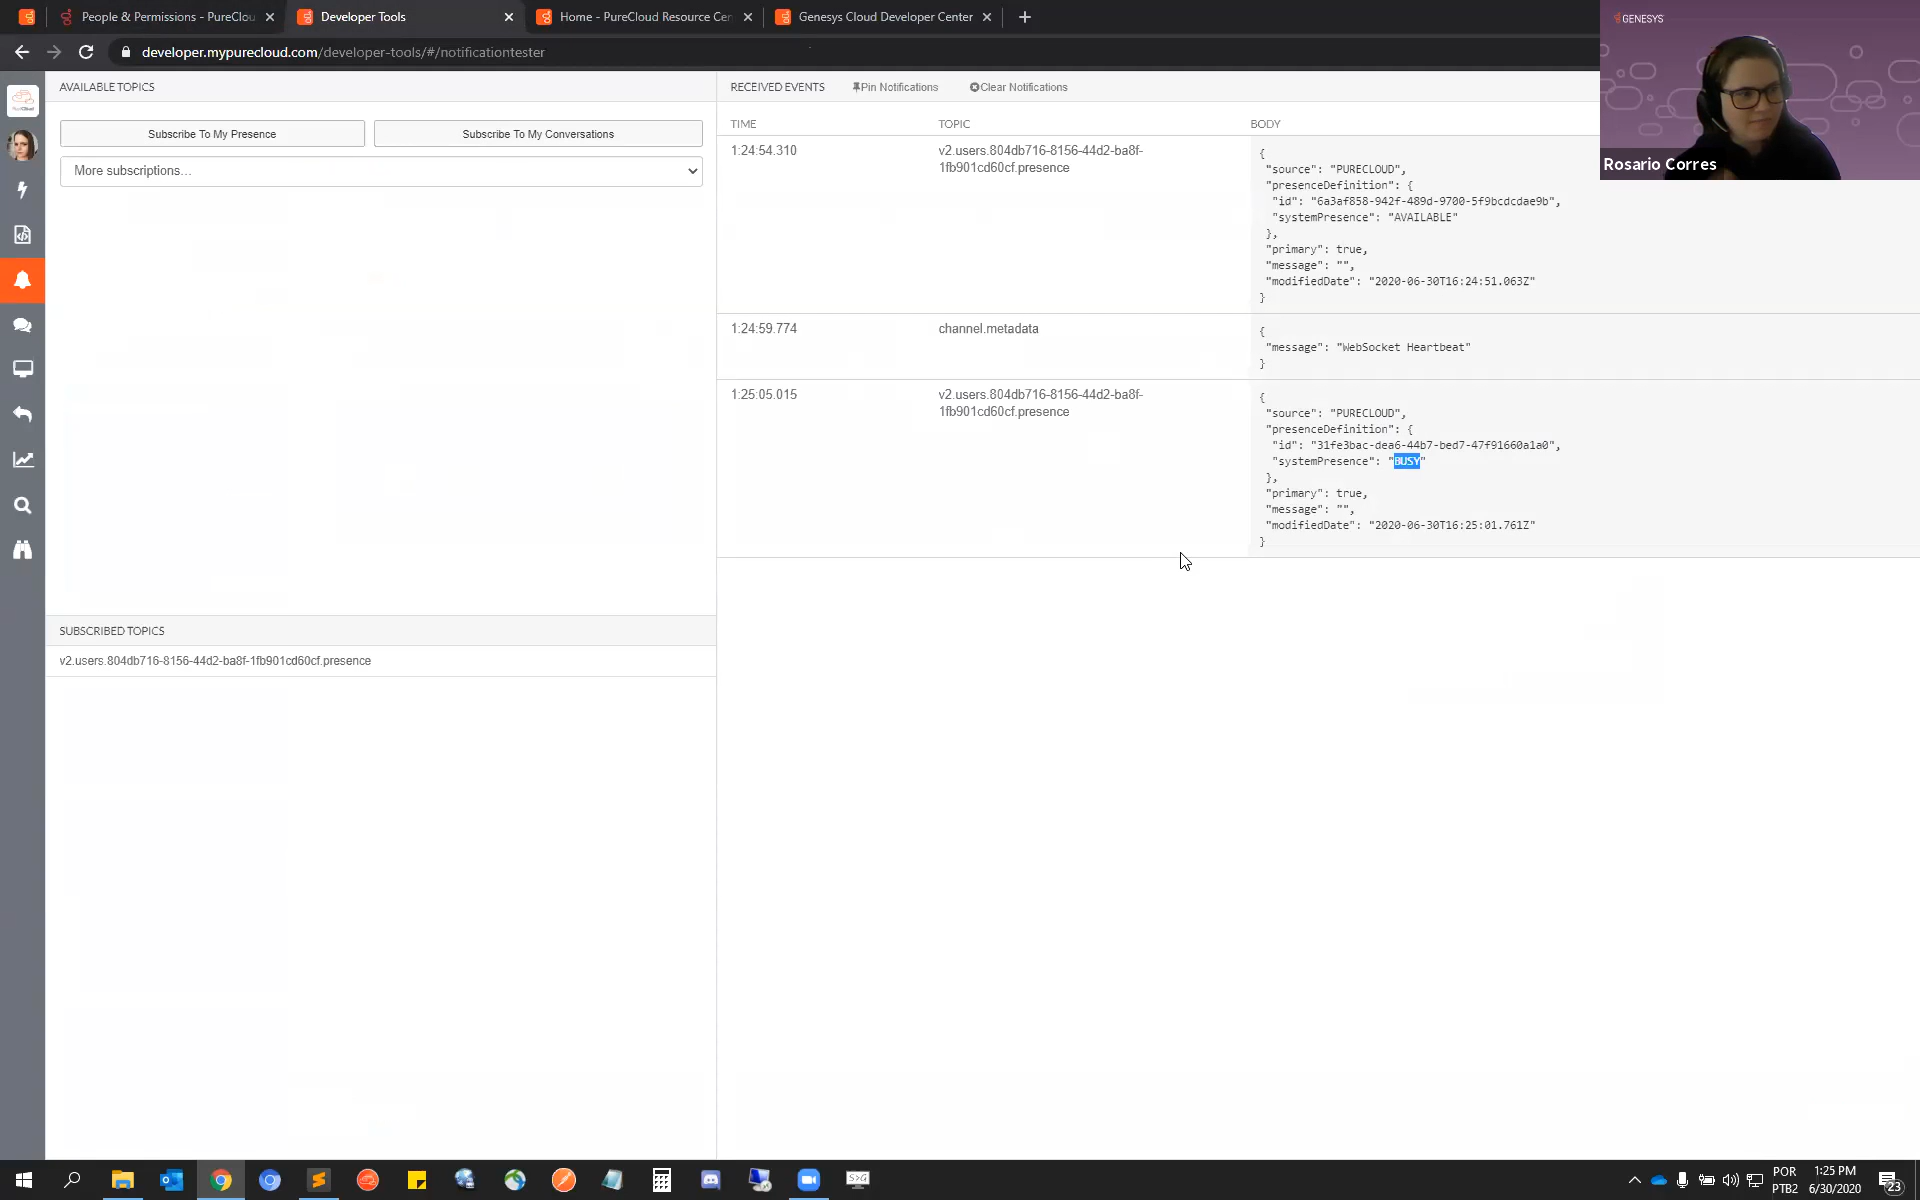 People & Permissions - PureClou
Developer Tools
Home - PureCloud Resource Cen
Genesys Cloud Developer Center
developer.mypurecloud.com/developer-tools/#/notificationtester
GENESYS
Rosario Corres
AVAILABLE TOPICS
Subscribe To My Presence
Subscribe To My Conversations
More subscriptions...
SUBSCRIBED TOPICS
v2.users.804db716-8156-44d2-ba8f-1fb901cd60cf.presence
RECEIVED EVENTS
Pin Notifications
Clear Notifications
TIME
TOPIC
BODY
1:24:54.310
v2.users.804db716-8156-44d2-ba8f-
1fb901cd60cf.presence
{
"source": "PURECLOUD",
"presenceDefinition": {
"id": "6a3af858-942f-489d-9700-5f9bcdcdae9b",
"systemPresence": "AVAILABLE"
},
"primary": true,
"message": "",
"modifiedDate": "2020-06-30T16:24:51.063Z"
}
1:24:59.774
channel.metadata
{
"message": "WebSocket Heartbeat"
}
1:25:05.015
v2.users.804db716-8156-44d2-ba8f-
1fb901cd60cf.presence
{
"source": "PURECLOUD",
"presenceDefinition": {
"id": "31fe3bac-dea6-44b7-bed7-47f91660a1a0",
"systemPresence": "BUSY"
},
"primary": true,
"message": "",
"modifiedDate": "2020-06-30T16:25:01.761Z"
}
POR
PTB2
1:25 PM
6/30/2020
23